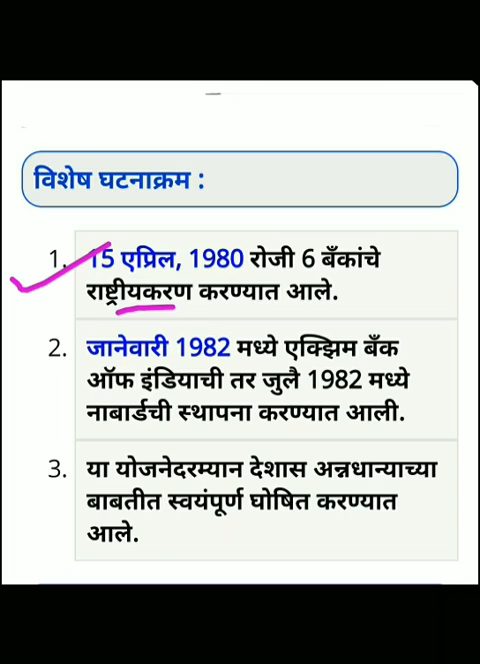 विशेष घटनाक्रम :
1. 15 एप्रिल, 1980 रोजी 6 बँकांचे
राष्ट्रीयकरण करण्यात आले.
2. जानेवारी 1982 मध्ये एक्झिम बँक
ऑफ इंडियाची तर जुलै 1982 मध्ये
नाबार्डची स्थापना करण्यात आली.
3. या योजनेदरम्यान देशास अन्नधान्याच्या
बाबतीत स्वयंपूर्ण घोषित करण्यात
आले.